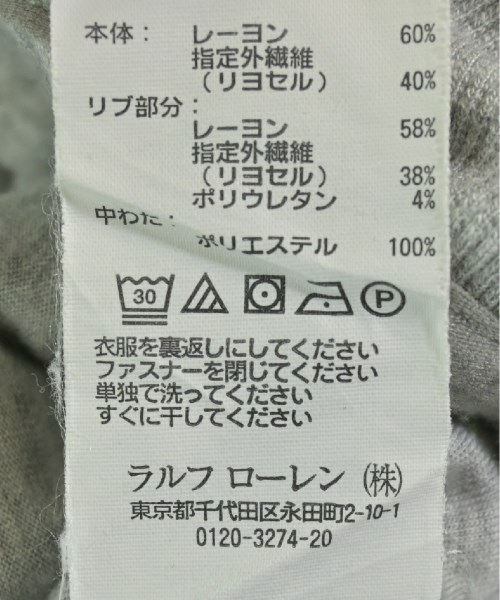 本体： レーヨン 60%
指定外繊維
（リヨセル） 40%
リブ部分：
レーヨン 58%
指定外繊維
（リヨセル） 38%
ポリウレタン 4%
中わた：
ポリエステル 100%
30 P
衣服を裏返しにしてください
ファスナーを閉じてください
単独で洗ってください
すぐに干してください
ラルフ ローレン ㈱
東京都千代田区永田町2-10-1
0120-3274-20